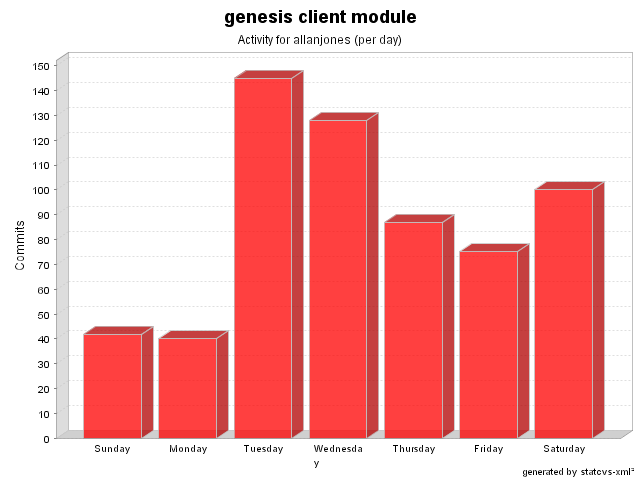 genesis client module
Activity for allanjones (per day)
150
140
130
120
110
100
90
80
70
60
50
40
30
20
10
0
Commits
Sunday
Monday
Tuesday
Wednesda
y
Thursday
Friday
Saturday
generated by statcvs-xml²